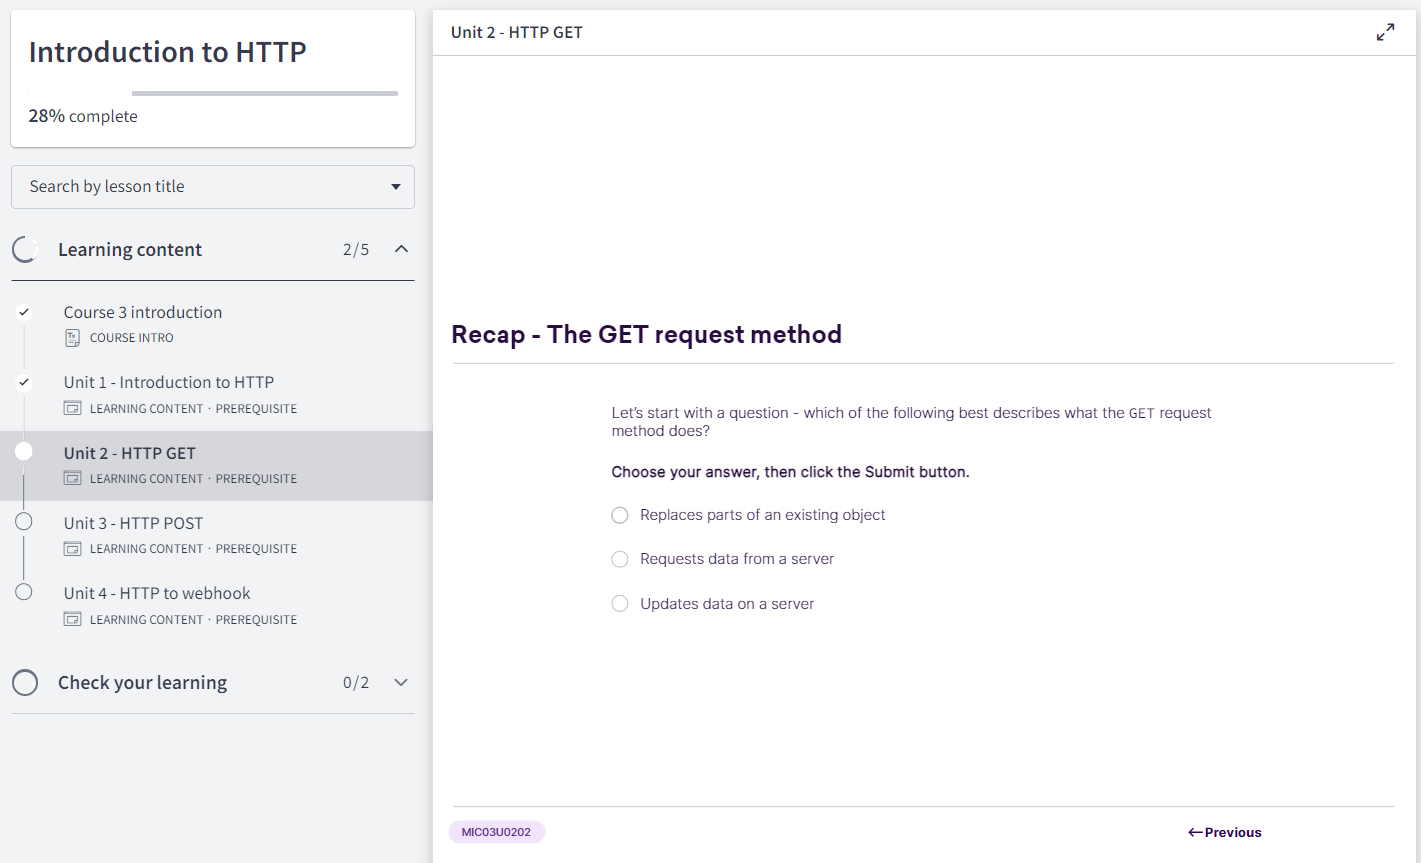 Introduction to HTTP
28% complete
Search by lesson title
Learning content 2/5
Course 3 introduction
COURSE INTRO
Unit 1 - Introduction to HTTP
LEARNING CONTENT · PREREQUISITE
Unit 2 - HTTP GET
LEARNING CONTENT · PREREQUISITE
Unit 3 - HTTP POST
LEARNING CONTENT · PREREQUISITE
Unit 4 - HTTP to webhook
LEARNING CONTENT · PREREQUISITE
Check your learning 0/2
Unit 2 - HTTP GET
Recap - The GET request method
Let's start with a question - which of the following best describes what the GET request
method does?
Choose your answer, then click the Submit button.
Replaces parts of an existing object
Requests data from a server
Updates data on a server
MIC03U0202
←Previous